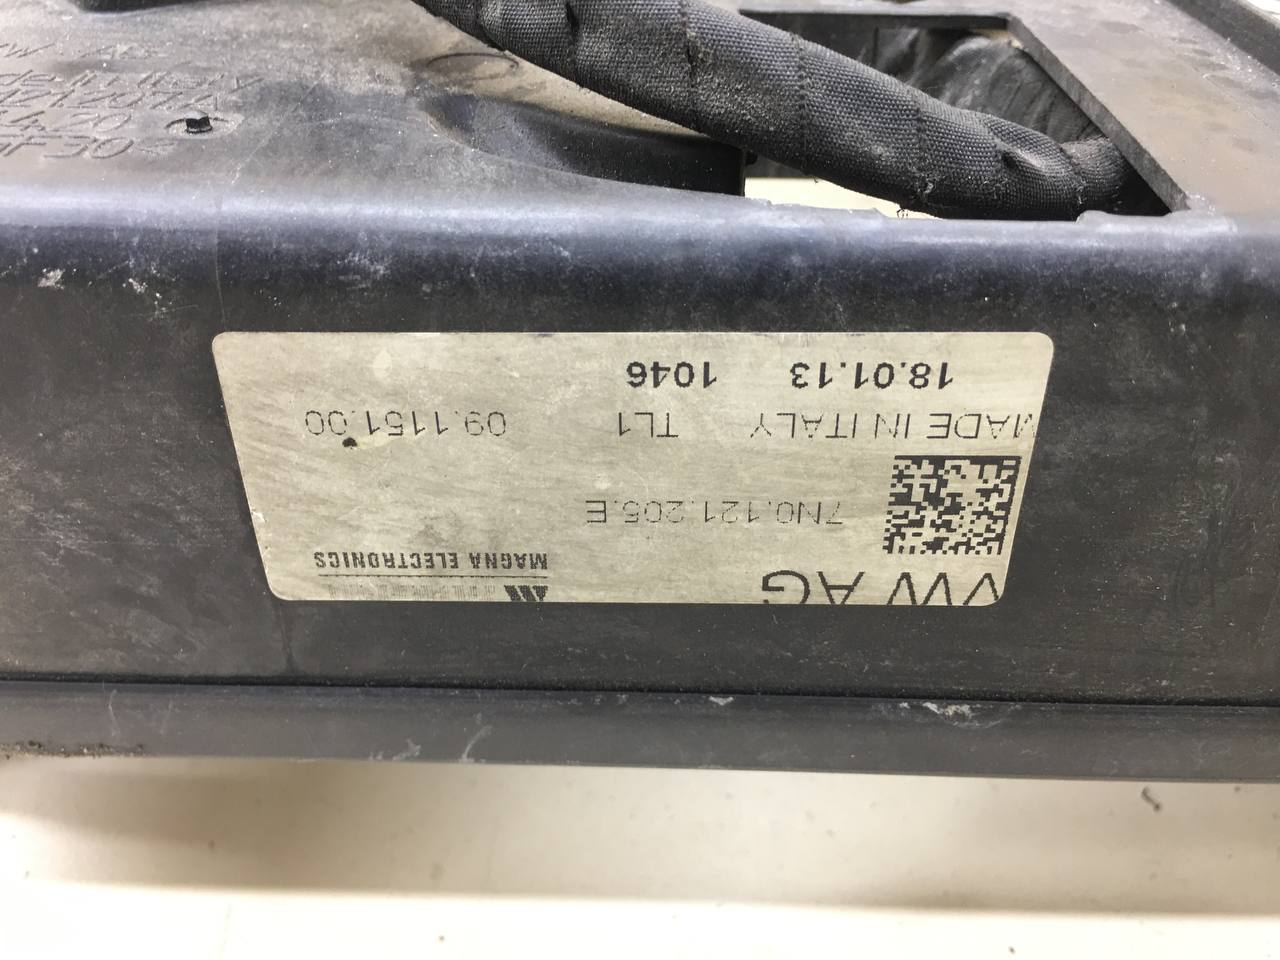 VW AG
MAGNA ELECTRONICS
7N0.121.205.E
MADE IN ITALY TL1 09.1151.00
18.01.13 1046